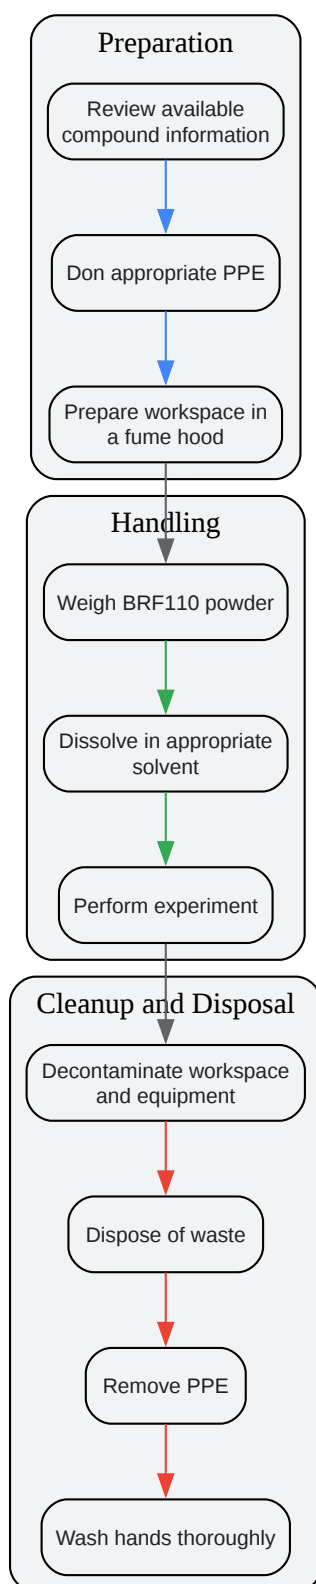 Preparation
Review available
compound information
Don appropriate PPE
Prepare workspace in
a fume hood
Handling
Weigh BRF110 powder
Dissolve in appropriate
solvent
Perform experiment
Cleanup and Disposal
Decontaminate workspace
and equipment
Dispose of waste
Remove PPE
Wash hands thoroughly